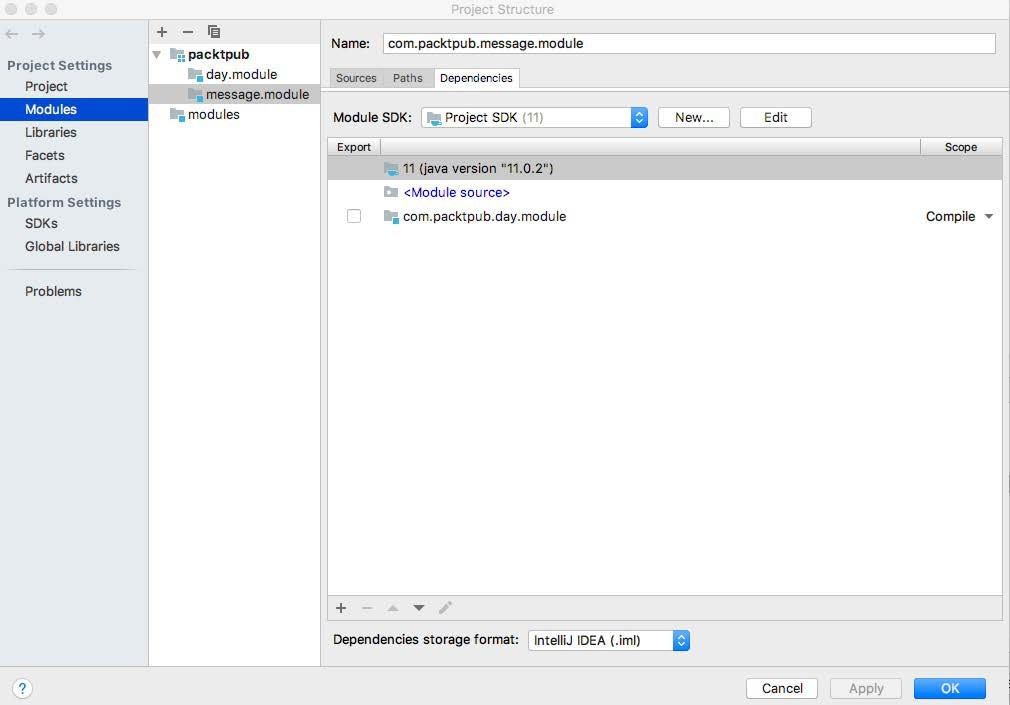 Project Structure
Project Settings
Project
Modules
Libraries
Facets
Artifacts
Platform Settings
SDKs
Global Libraries
Problems
packtpub
day.module
message.module
modules
Name: com.packtpub.message.module
Sources Paths Dependencies
Module SDK: Project SDK (11) New... Edit
Export Scope
11 (java version "11.0.2")
<Module source>
com.packtpub.day.module Compile
Dependencies storage format: IntelliJ IDEA (.iml)
? Cancel Apply OK